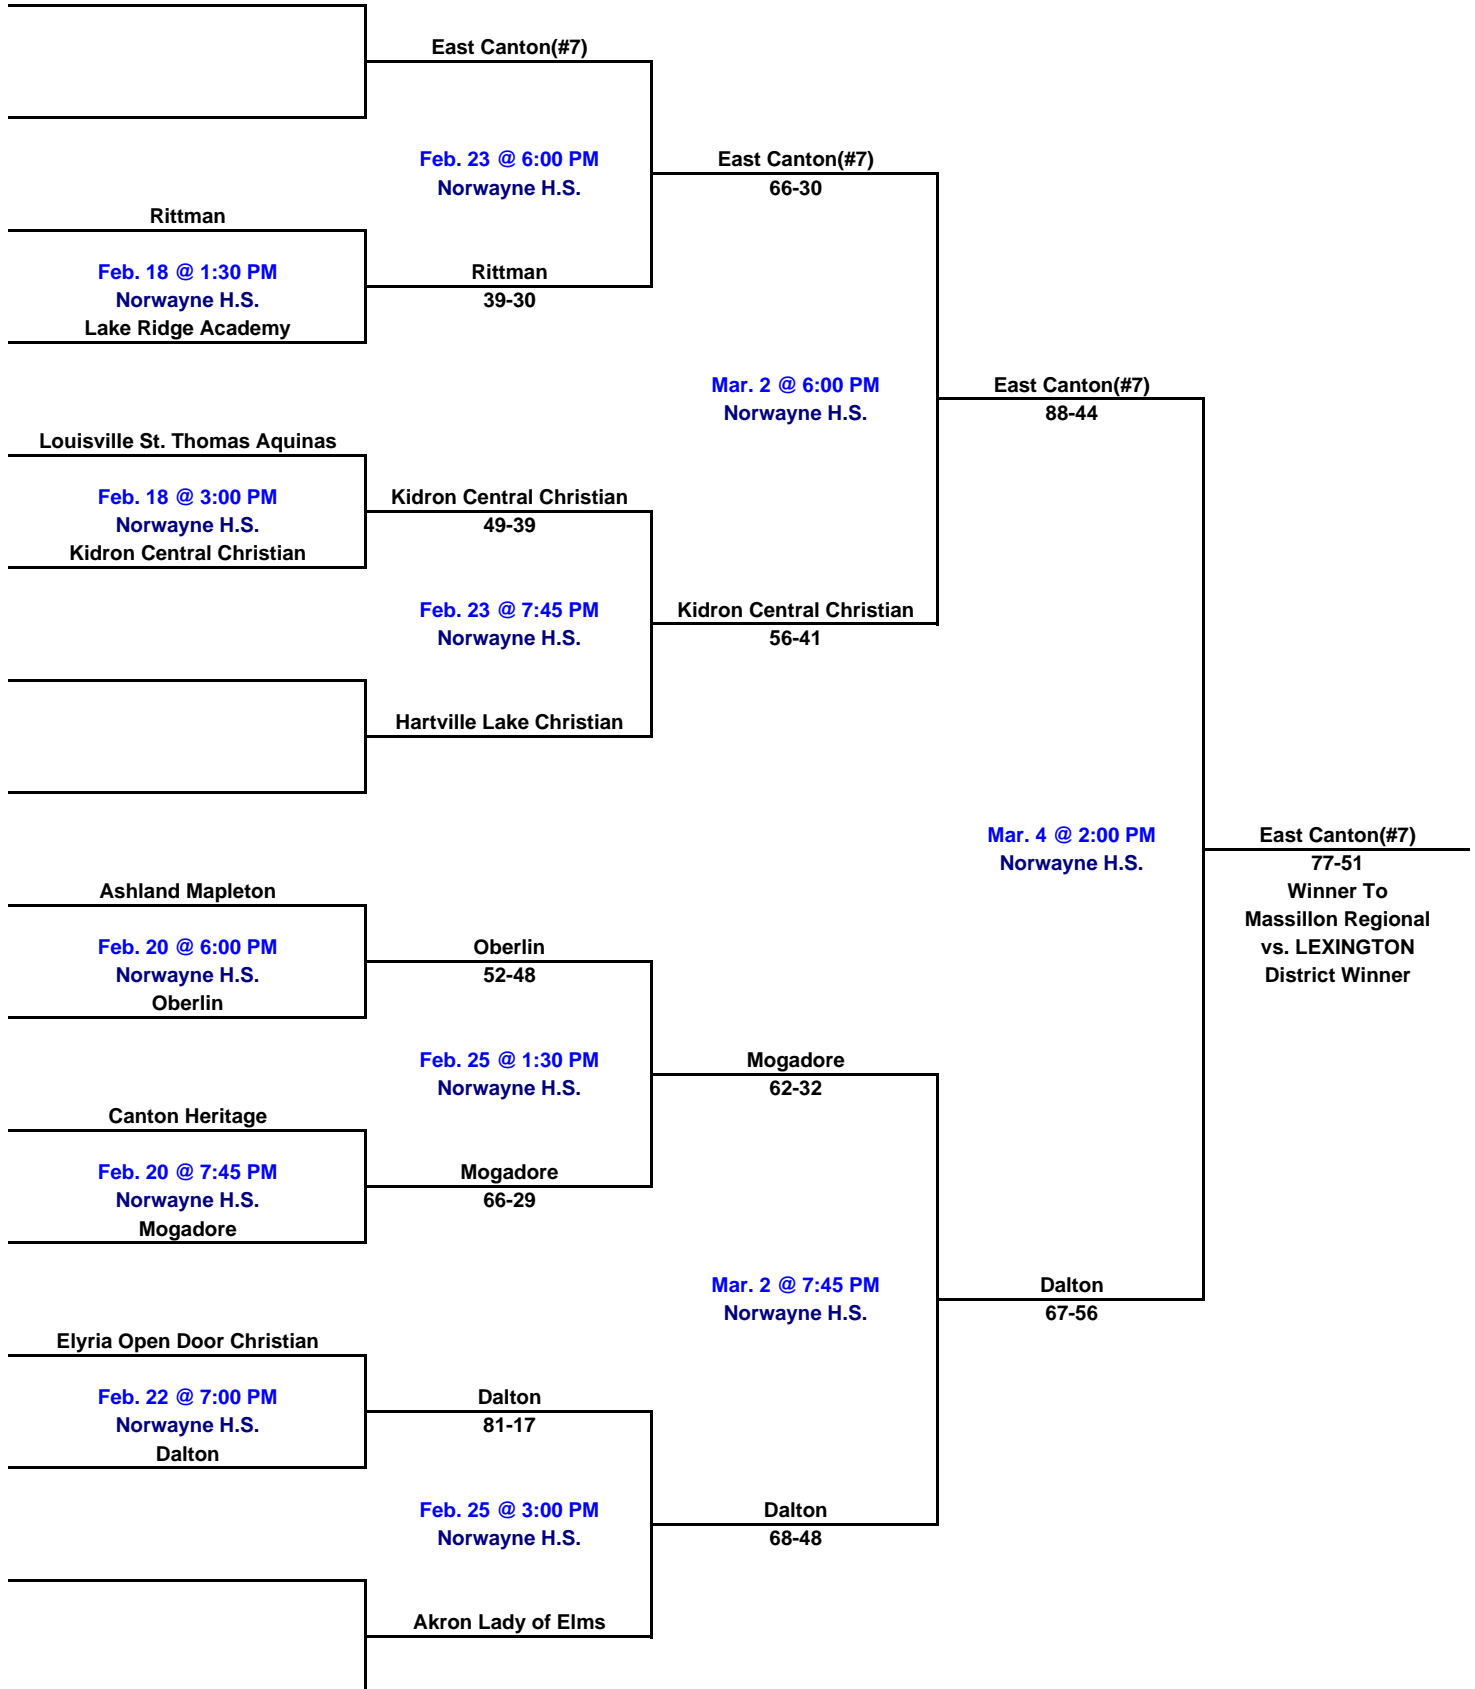 East Canton(#7)
Feb. 23 @ 6:00 PM
Norwayne H.S.
East Canton(#7)
66-30
Rittman
Feb. 18 @ 1:30 PM
Norwayne H.S.
Lake Ridge Academy
Rittman
39-30
Mar. 2 @ 6:00 PM
Norwayne H.S.
East Canton(#7)
88-44
Louisville St. Thomas Aquinas
Feb. 18 @ 3:00 PM
Norwayne H.S.
Kidron Central Christian
Kidron Central Christian
49-39
Feb. 23 @ 7:45 PM
Norwayne H.S.
Kidron Central Christian
56-41
Hartville Lake Christian
Mar. 4 @ 2:00 PM
Norwayne H.S.
East Canton(#7)
77-51
Winner To
Massillon Regional
vs. LEXINGTON
District Winner
Ashland Mapleton
Feb. 20 @ 6:00 PM
Norwayne H.S.
Oberlin
Oberlin
52-48
Feb. 25 @ 1:30 PM
Norwayne H.S.
Mogadore
62-32
Canton Heritage
Feb. 20 @ 7:45 PM
Norwayne H.S.
Mogadore
Mogadore
66-29
Mar. 2 @ 7:45 PM
Norwayne H.S.
Dalton
67-56
Elyria Open Door Christian
Feb. 22 @ 7:00 PM
Norwayne H.S.
Dalton
Dalton
81-17
Feb. 25 @ 3:00 PM
Norwayne H.S.
Dalton
68-48
Akron Lady of Elms